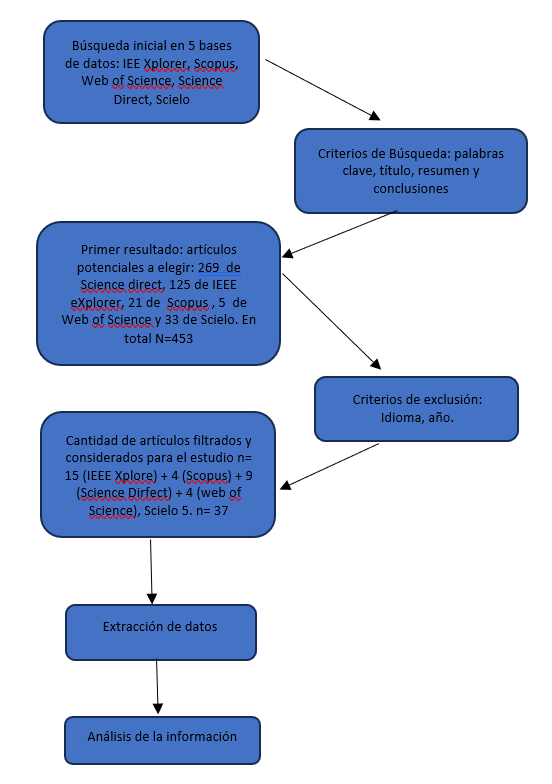 Búsqueda inicial en 5 bases
de datos: IEE Xplorer, Scopus,
Web of Science, Science
Direct, Scielo
Criterios de Búsqueda: palabras
clave, título, resumen y
conclusiones
Primer resultado: artículos
potenciales a elegir: 269 de
Science direct, 125 de IEEE
eXplorer, 21 de Scopus , 5 de
Web of Science y 33 de Scielo. En
total N=453
Criterios de exclusión:
Idioma, año.
Cantidad de artículos filtrados y
considerados para el estudio n=
15 (IEEE Xplore) + 4 (Scopus) + 9
(Science Dirfect) + 4 (web of
Science), Scielo 5. n= 37
Extracción de datos
Análisis de la información